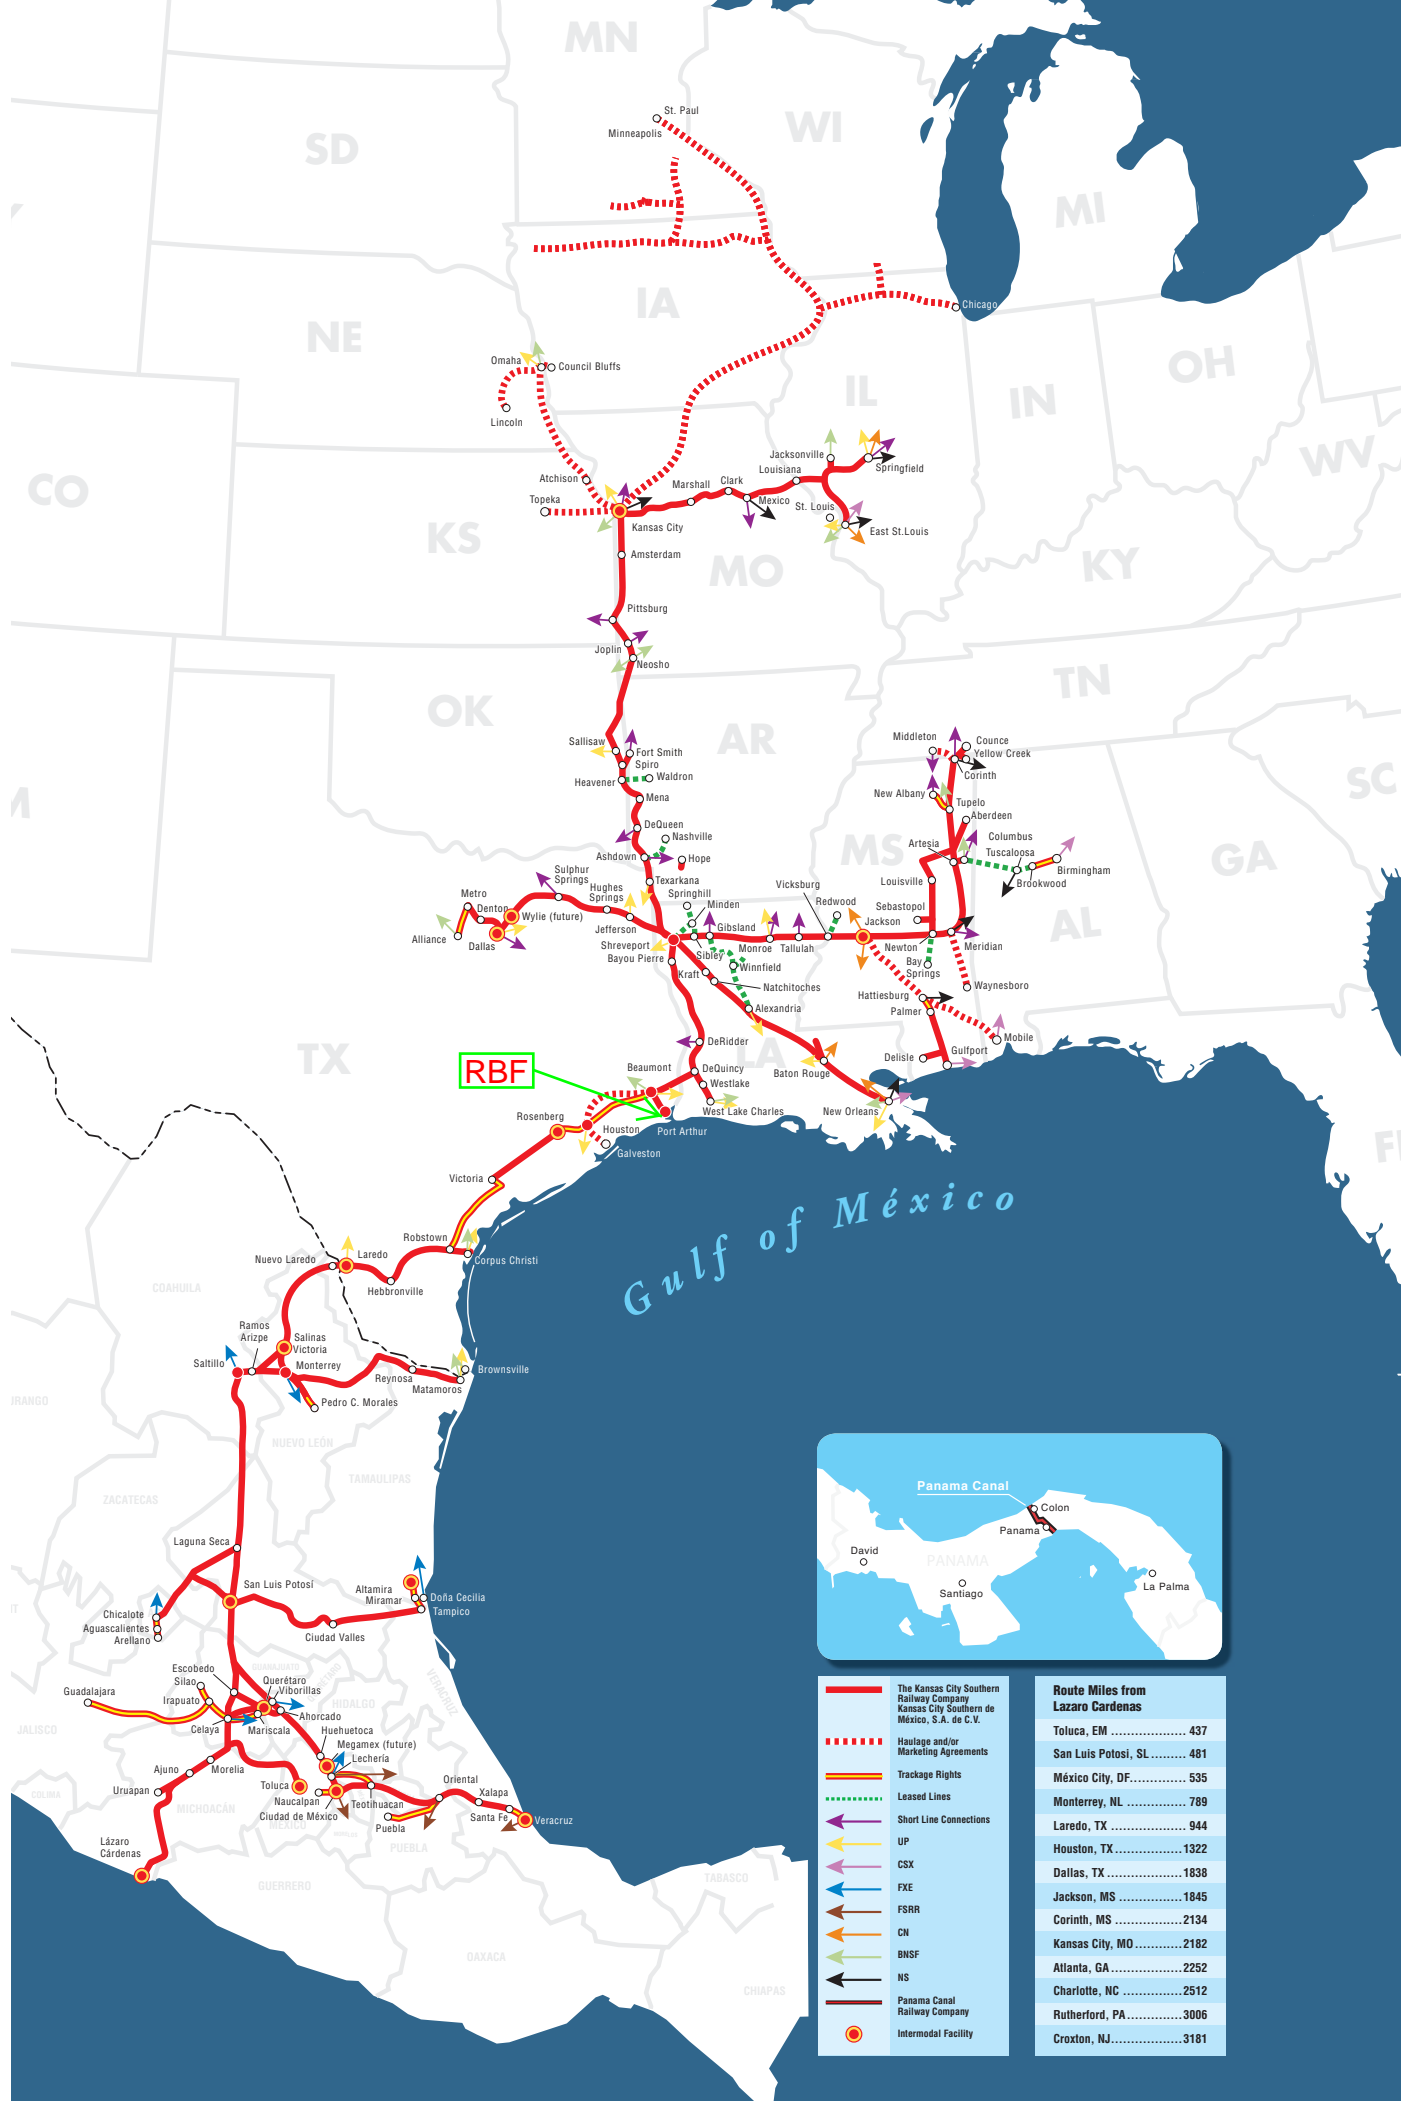 MN
WI
SD
MI
St. Paul
Minneapolis
IA
NE
Chicago
OH
IN
IL
WV
Omaha
Council Bluffs
Lincoln
CO
KS
MO
KY
Atchison
Topeka
Kansas City
Marshall
Clark
Mexico
Louisiana
Jacksonville
Springfield
St. Louis
East St.Louis
Amsterdam
Pittsburg
Joplin
Neosho
OK
AR
TN
SC
MS
AL
GA
Sallisaw
Fort Smith
Spiro
Heavener
Waldron
Mena
DeQueen
Nashville
Ashdown
Hope
Texarkana
Springhill
Minden
Middleton
Counce
Yellow Creek
Corinth
New Albany
Tupelo
Aberdeen
Columbus
Artesia
Tuscaloosa
Birmingham
Brookwood
Louisville
Sebastopol
Metro
Denton
Sulphur
Springs
Hughes
Springs
Wylie (future)
Alliance
Dallas
Jefferson
Shreveport
Bayou Pierre
Gibsland
Sibley
Monroe
Tallulah
Vicksburg
Redwood
Jackson
Newton
Meridian
Bay
Springs
Kraft
Winnfield
Natchitoches
Alexandria
Hattiesburg
Palmer
Waynesboro
Mobile
Delisle
Gulfport
TX
LA
DeRidder
RBF
Beaumont
DeQuincy
Westlake
West Lake Charles
Baton Rouge
New Orleans
Rosenberg
Houston
Port Arthur
Galveston
Victoria
Gulf of México
Robstown
Corpus Christi
Nuevo Laredo
Laredo
Hebbronville
COAHUILA
Ramos
Arizpe
Salinas
Victoria
Saltillo
Monterrey
Reynosa
Matamoros
Brownsville
Pedro C. Morales
NUEVO LEÓN
TAMAULIPAS
ZACATECAS
Laguna Seca
San Luis Potosí
Altamira
Miramar
Doña Cecilia
Tampico
Ciudad Valles
Chicalote
Aguascalientes
Arellano
Escobedo
Silao
GUANAJUATO
Guadalajara
Irapuato
Querétaro
Viborillas
HIDALGO
VERACRUZ
Ahorcado
JALISCO
Celaya
Mariscala
Huehuetoca
Megamex (future)
Lechería
Ajuno
Morelia
Uruapan
COLIMA
MICHOACÁN
Toluca
Naucalpan
Ciudad de México
MÉXICO
Teotihuacan
Puebla
PUEBLA
Oriental
Xalapa
Santa Fe
Veracruz
Lázaro
Cárdenas
GUERRERO
OAXACA
TABASCO
CHIAPAS
Panama Canal
Colon
Panama
David
PANAMA
Santiago
La Palma
The Kansas City Southern
Railway Company
Kansas City Southern de
México, S.A. de C.V.
Haulage and/or
Marketing Agreements
Trackage Rights
Leased Lines
Short Line Connections
UP
CSX
FXE
FSRR
CN
BNSF
NS
Panama Canal
Railway Company
Intermodal Facility
Route Miles from
Lazaro Cardenas
Toluca, EM .................. 437
San Luis Potosi, SL ......... 481
México City, DF.............. 535
Monterrey, NL ............... 789
Laredo, TX .................. 944
Houston, TX ................ 1322
Dallas, TX .................. 1838
Jackson, MS ................ 1845
Corinth, MS ................. 2134
Kansas City, MO ............ 2182
Atlanta, GA .................. 2252
Charlotte, NC ............... 2512
Rutherford, PA .............. 3006
Croxton, NJ.................. 3181